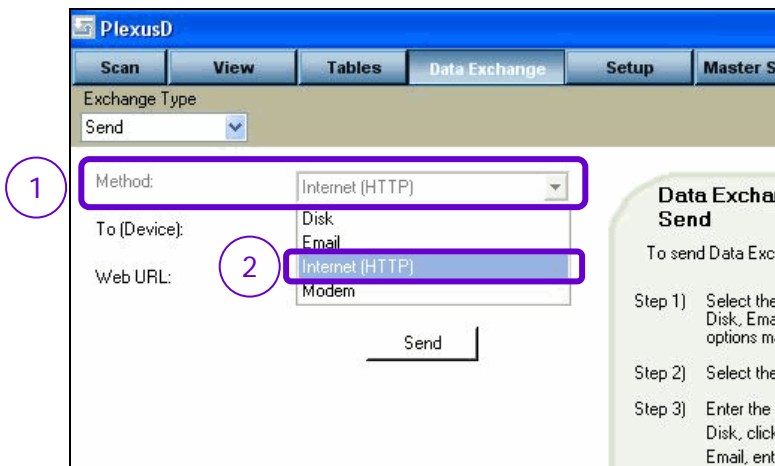 PlexusD
Scan View Tables Data Exchange Setup Master S
Exchange Type
Send
1
Method: Internet (HTTP)
To (Device):
Disk
Email
2
Internet (HTTP)
Web URL:
Modem
Send
Data Exchar
Send
To send Data Exc
Step 1) Select the
Disk, Ema
options m
Step 2) Select the
Step 3) Enter the
Disk, click
Email, ent